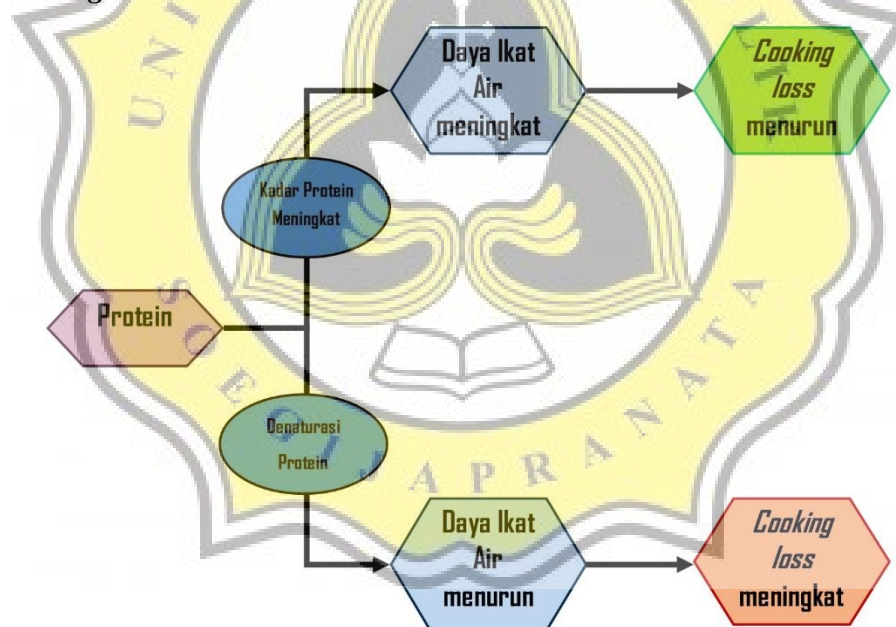 Daya Ikat
Air
meningkat
Cooking
loss
menurun
Kadar Protein
Meningkat
Protein
Denaturasi
Protein
Daya Ikat
Air
menurun
Cooking
loss
meningkat
SOEGIJAPRANATA